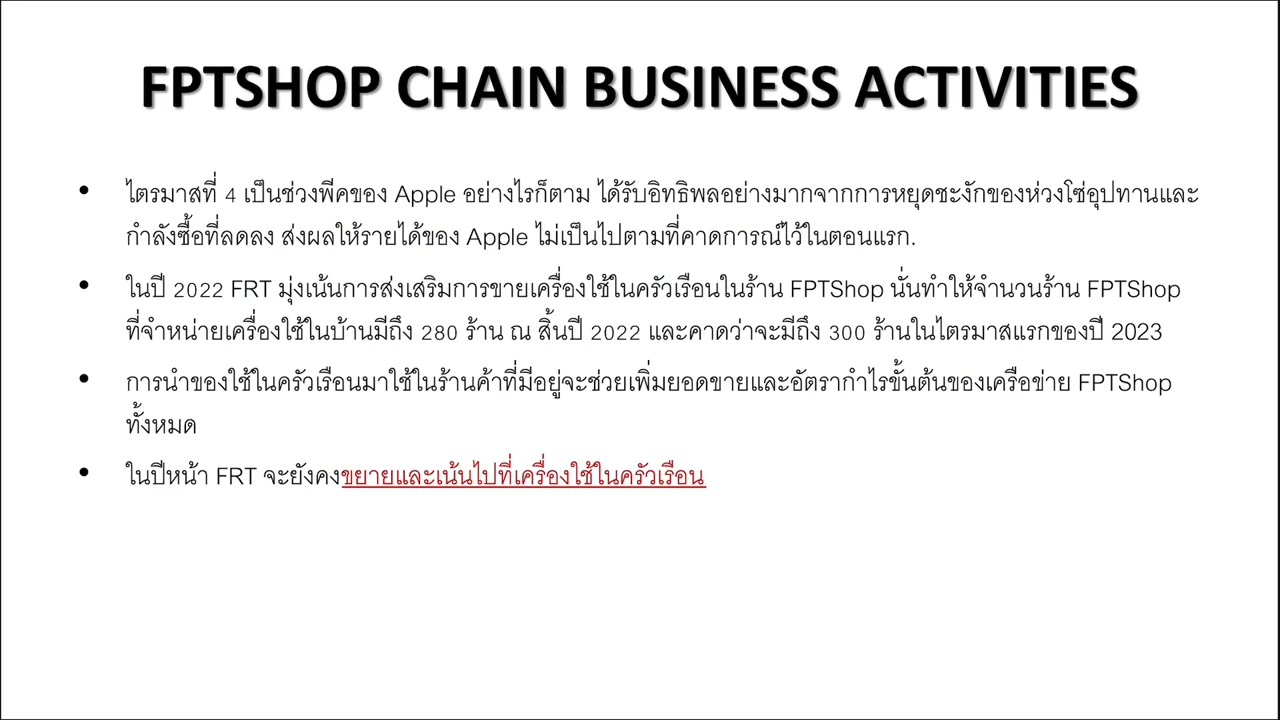 FPTSHOP CHAIN BUSINESS ACTIVITIES
• ไตรมาสที่ 4 เป็นช่วงพีคของ Apple อย่างไรก็ตาม ได้รับอิทธิพลอย่างมากจากการหยุดชะงักของห่วงโซ่อุปทานและ
กำลังซื้อที่ลดลง ส่งผลให้รายได้ของ Apple ไม่เป็นไปตามที่คาดการณ์ไว้ในตอนแรก.
• ในปี 2022 FRT มุ่งเน้นการส่งเสริมการขายเครื่องใช้ในครัวเรือนในร้าน FPTShop นั่นทำให้จำนวนร้าน FPTShop
ที่จำหน่ายเครื่องใช้ในบ้านมีถึง 280 ร้าน ณ สิ้นปี 2022 และคาดว่าจะมีถึง 300 ร้านในไตรมาสแรกของปี 2023
• การนำของใช้ในครัวเรือนมาใช้ในร้านค้าที่มีอยู่จะช่วยเพิ่มยอดขายและอัตรากำไรขั้นต้นของเครือข่าย FPTShop
ทั้งหมด
• ในปีหน้า FRT จะยังคงขยายและเน้นไปที่เครื่องใช้ในครัวเรือน